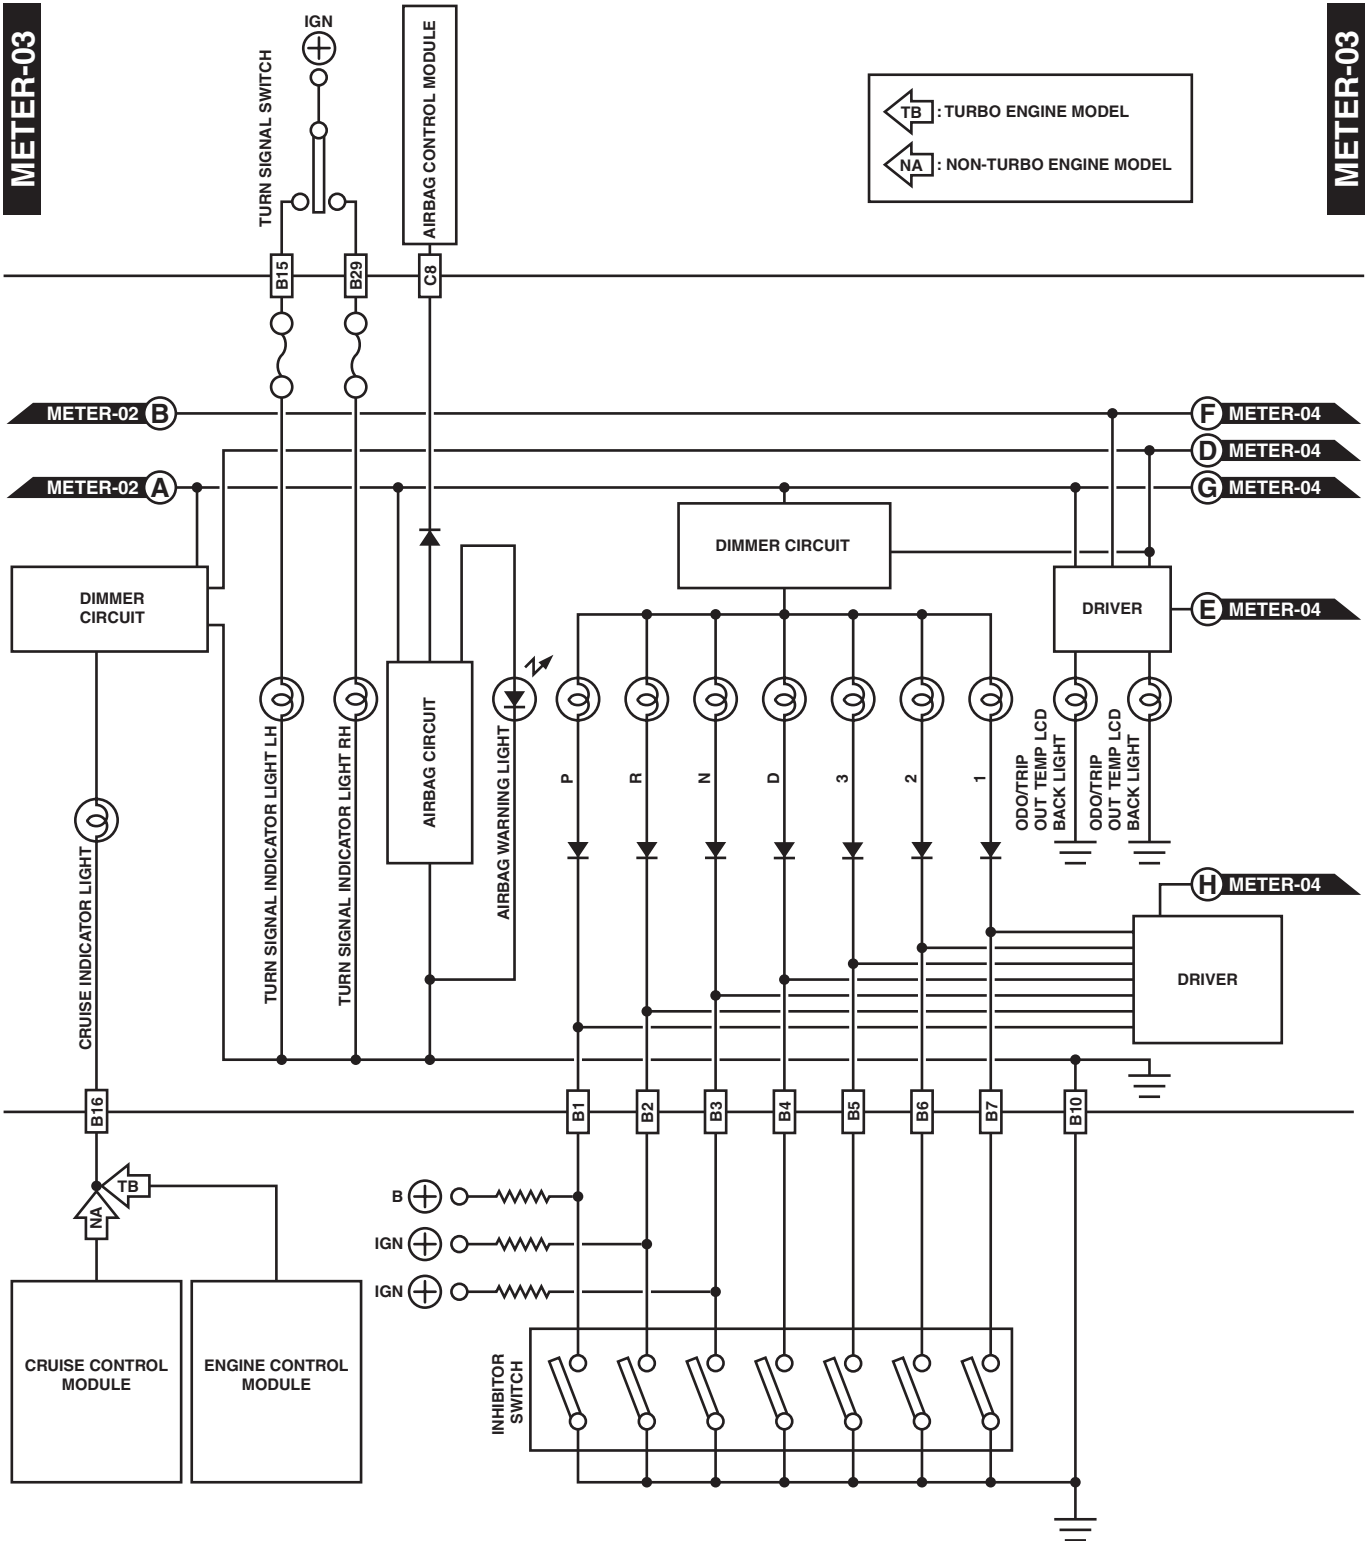 METER-03
METER-03
IGN
TURN SIGNAL SWITCH
AIRBAG CONTROL MODULE
TB : TURBO ENGINE MODEL
NA : NON-TURBO ENGINE MODEL
B15
B29
C8
METER-02 B
F METER-04
D METER-04
METER-02 A
G METER-04
DIMMER CIRCUIT
DIMMER
CIRCUIT
DRIVER
E METER-04
TURN SIGNAL INDICATOR LIGHT LH
TURN SIGNAL INDICATOR LIGHT RH
AIRBAG CIRCUIT
AIRBAG WARNING LIGHT
P
R
N
D
3
2
1
ODO/TRIP
OUT TEMP LCD
BACK LIGHT
ODO/TRIP
OUT TEMP LCD
BACK LIGHT
CRUISE INDICATOR LIGHT
H METER-04
DRIVER
B16
B1
B2
B3
B4
B5
B6
B7
B10
TB
NA
B
IGN
IGN
CRUISE CONTROL
MODULE
ENGINE CONTROL
MODULE
INHIBITOR
SWITCH